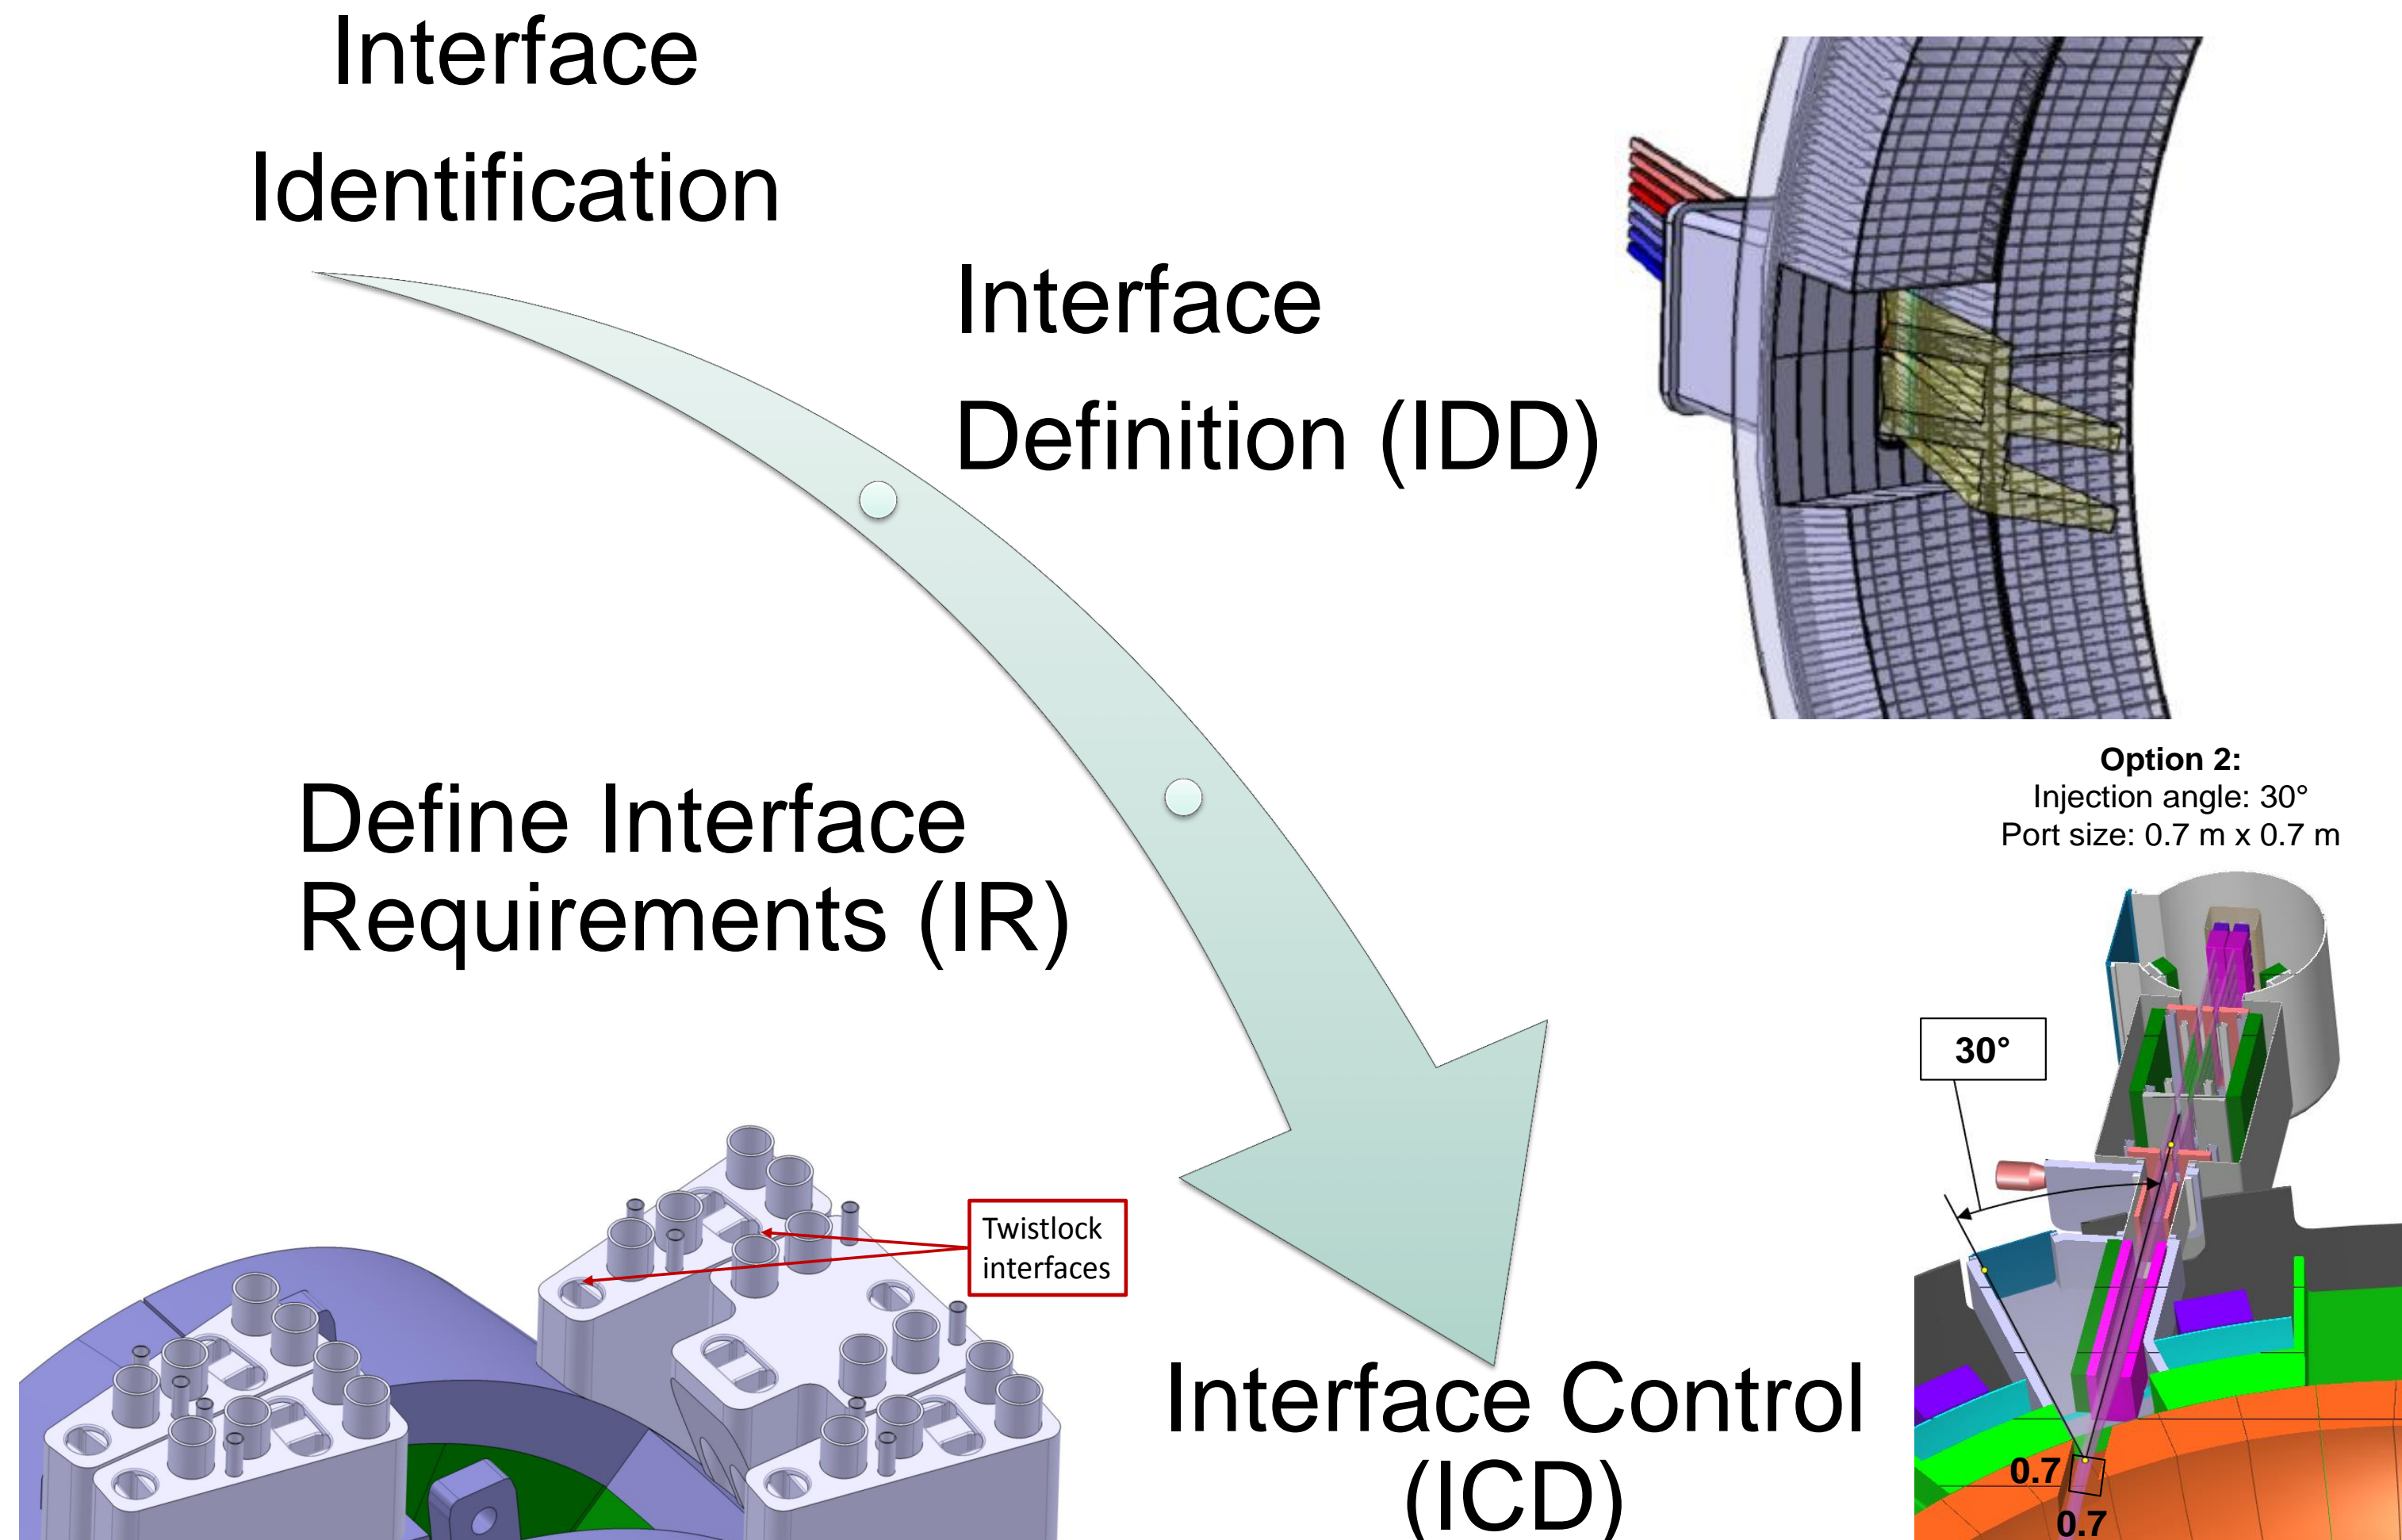 Interface
Identification
Interface
Definition (IDD)
Option 2:
Injection angle: 30°
Port size: 0.7 m x 0.7 m
Define Interface
Requirements (IR)
30°
Twistlock
interfaces
Interface Control
(ICD)
0.7
0.7